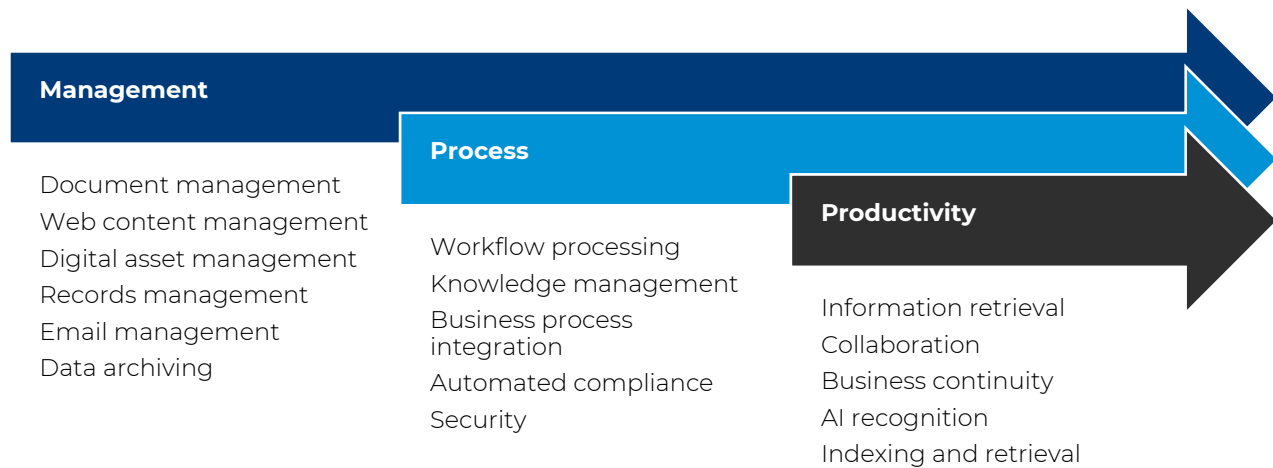 Management
Document management
Web content management
Digital asset management
Records management
Email management
Data archiving
Process
Workflow processing
Knowledge management
Business process
integration
Automated compliance
Security
Productivity
Information retrieval
Collaboration
Business continuity
AI recognition
Indexing and retrieval